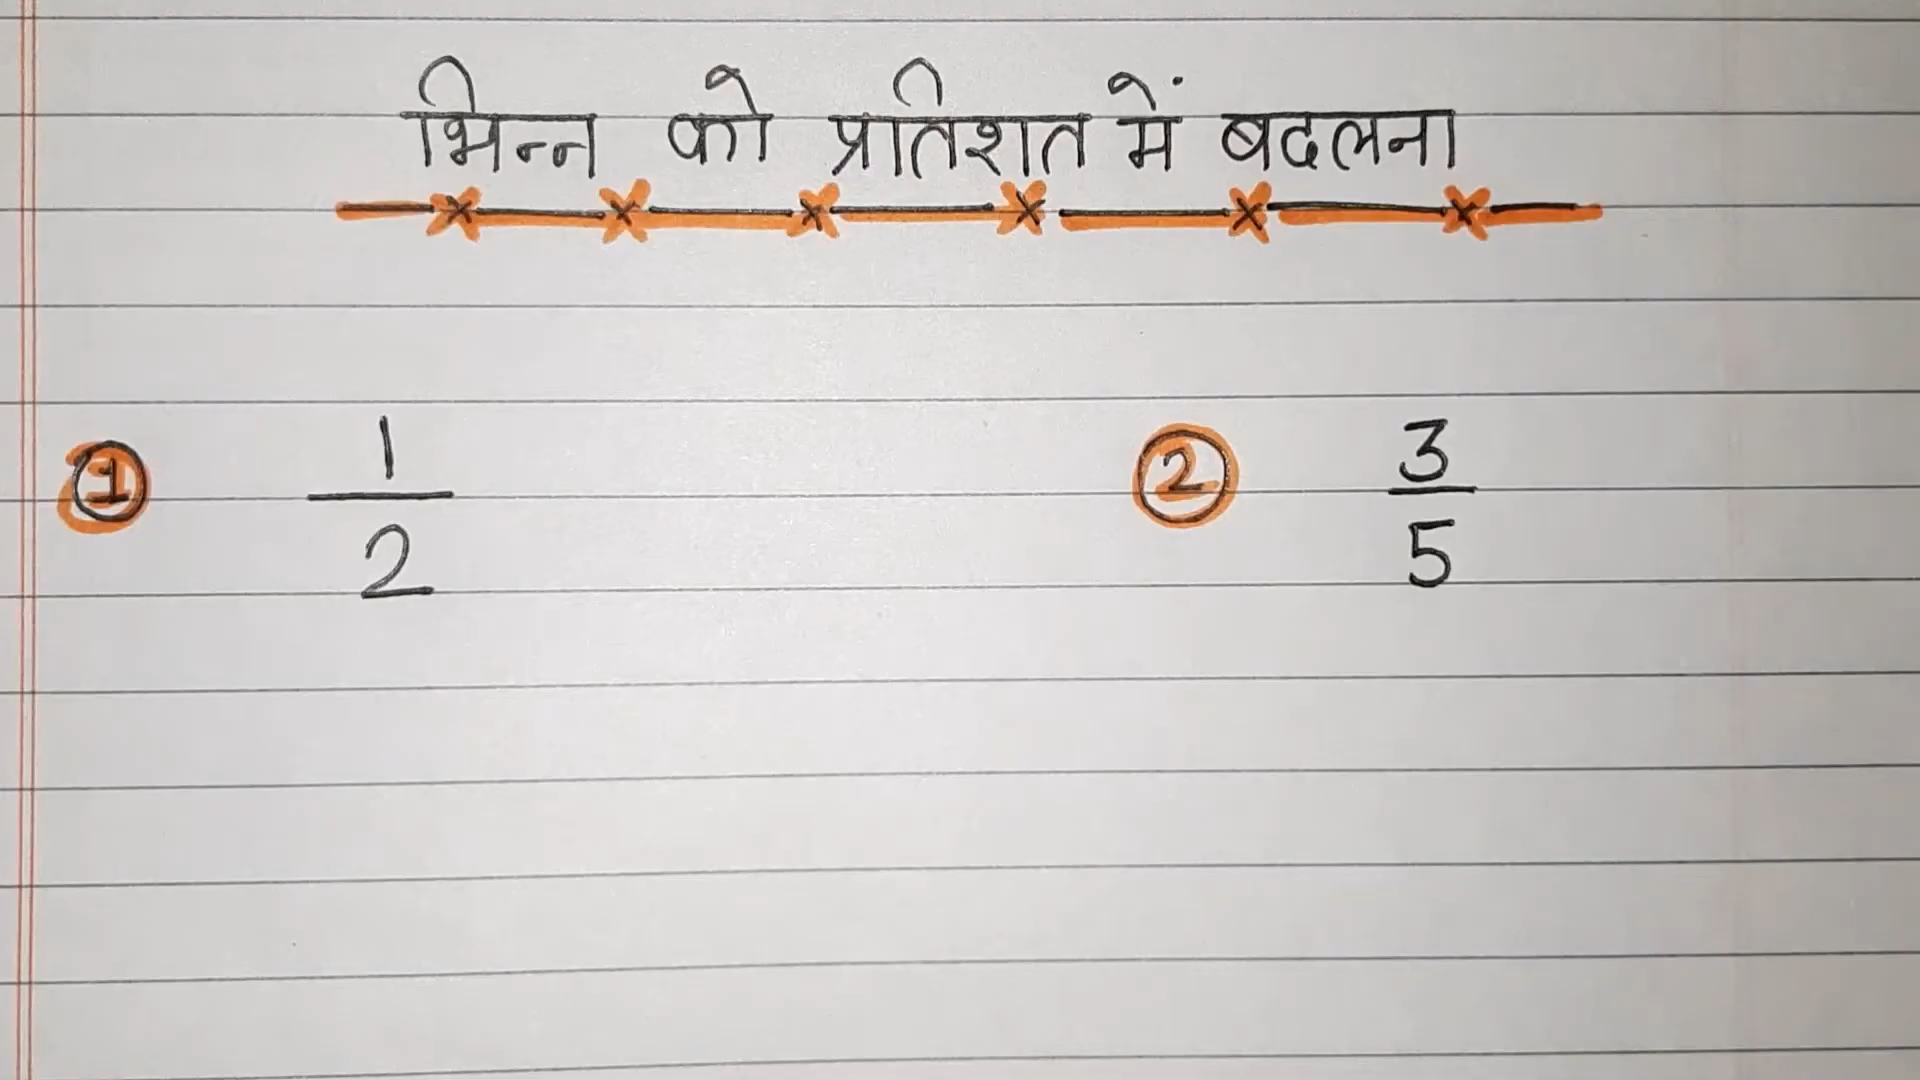 भिन्न को प्रतिशत में बदलना
① 1/2 ② 3/5